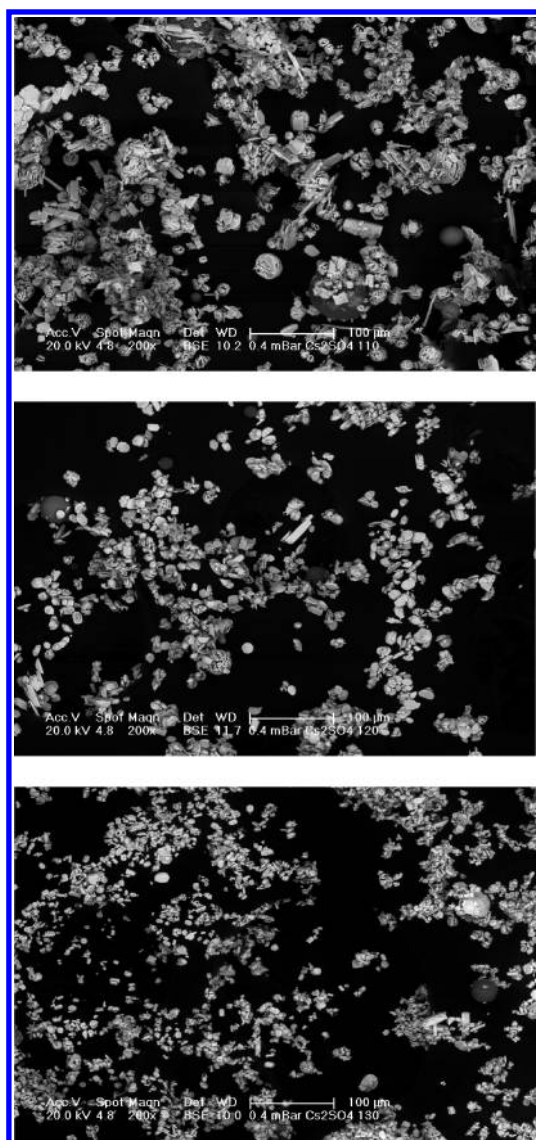 Acc.V Spot Magn Det WD 100 µm
20.0 kV 4.8 200x BSE 10.2 0.4 mBar Cs2SO4 110
Acc.V Spot Magn Det WD 100 µm
20.0 kV 4.8 200x BSE 11.7 0.4 mBar Cs2SO4 120
Acc.V Spot Magn Det WD 100 µm
20.0 kV 4.8 200x BSE 10.0 0.4 mBar Cs2SO4 130